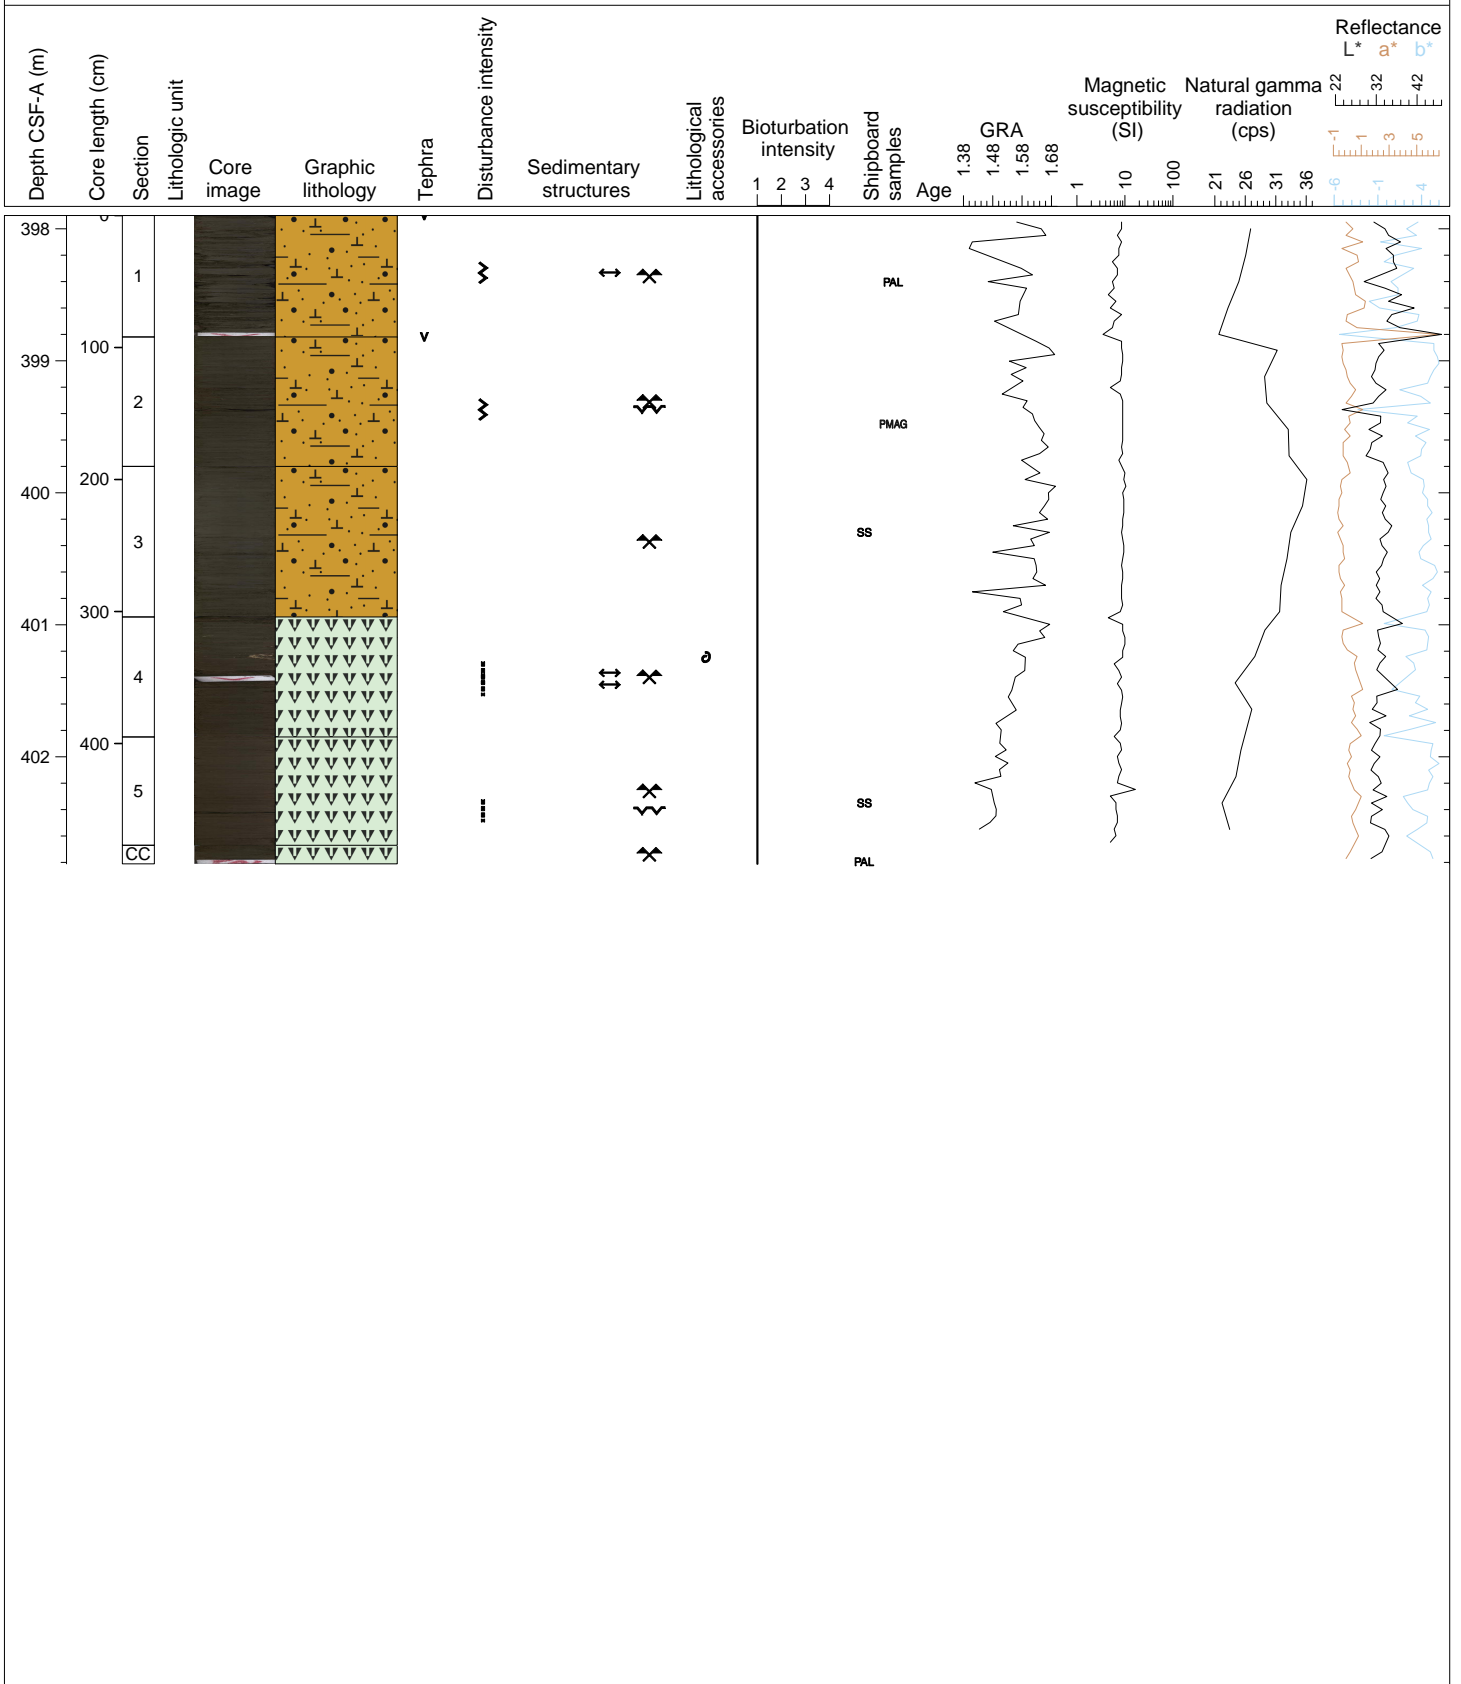 Depth CSF-A (m)
Core length (cm)
Section
Lithologic unit
Core
image
Graphic
lithology
Tephra
Disturbance intensity
Sedimentary
structures
Lithological
accessories
Bioturbation
intensity
1 2 3 4
Shipboard
samples
Age
GRA
1.38 1.48 1.58 1.68
Magnetic
susceptibility
(SI)
1 10 100
Natural gamma
radiation
(cps)
21 26 31 36
Reflectance
L* a* b*
22 32 42
-1 1 3 5
-6 -1 4
0
398
1
PAL
v
100
399
2
PMAG
200
400
SS
3
300
401
4
400
402
5
SS
CC
PAL